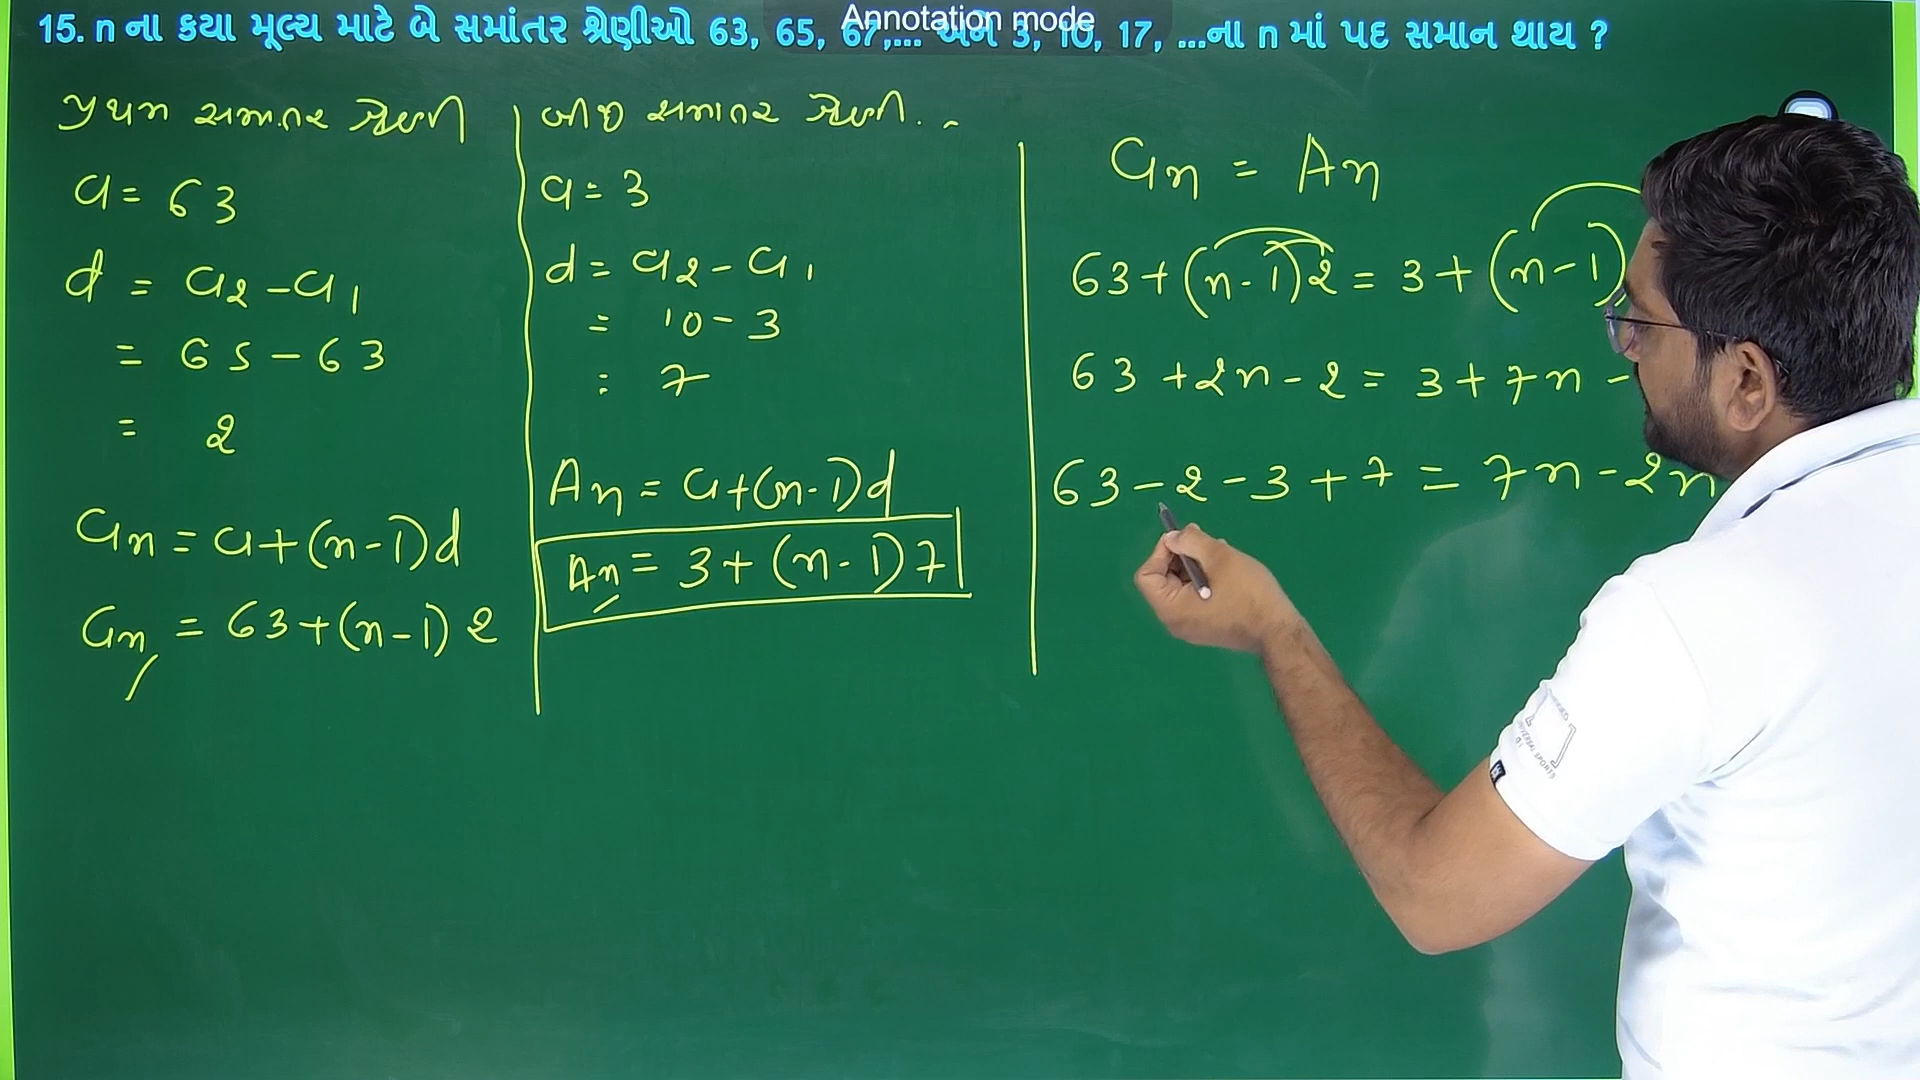 Annotation mode
15. n ના કયા મૂલ્ય માટે બે સમાંતર શ્રેણીઓ 63, 65, 67,... અને 3, 10, 17, ...ના n માં પદ સમાન થાય ?
પ્રથમ સમાંતર શ્રેણી
a = 63
d = a2 - a1
= 65 - 63
= 2
an = a + (n-1)d
an = 63 + (n-1) 2
બીજી સમાંતર શ્રેણી.
a = 3
d = a2 - a1
= 10 - 3
= 7
An = a + (n-1)d
An = 3 + (n-1) 7
an = An
63 + (n-1)2 = 3 + (n-1)
63 + 2n - 2 = 3 + 7n -
63 - 2 - 3 + 7 = 7n - 2n